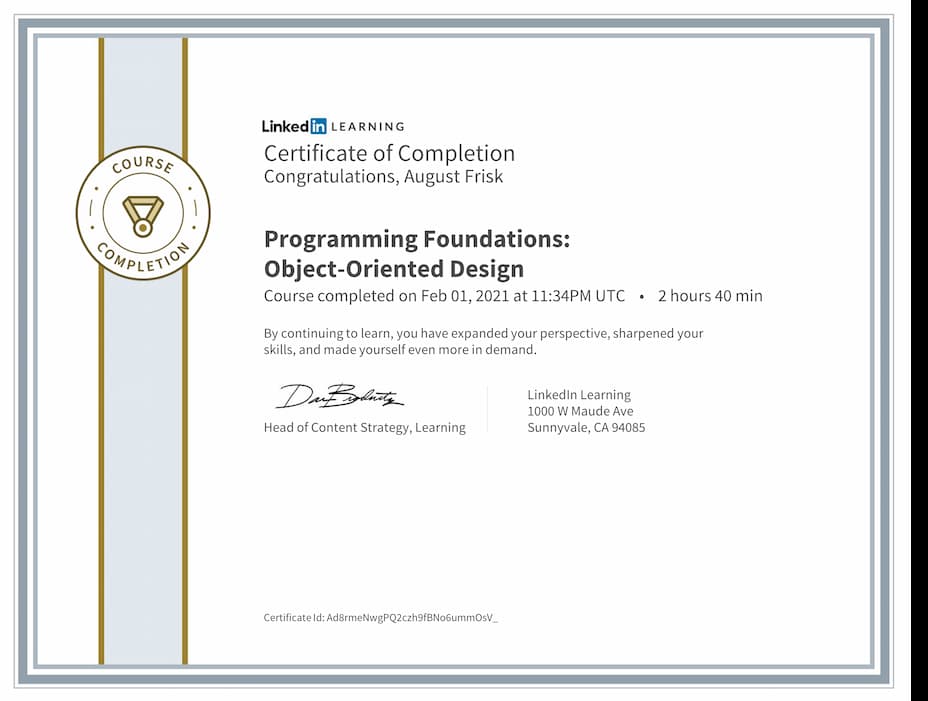 COURSE
COMPLETION
Linked in LEARNING
Certificate of Completion
Congratulations, August Frisk
Programming Foundations:
Object-Oriented Design
Course completed on Feb 01, 2021 at 11:34PM UTC • 2 hours 40 min
By continuing to learn, you have expanded your perspective, sharpened your
skills, and made yourself even more in demand.
Head of Content Strategy, Learning
LinkedIn Learning
1000 W Maude Ave
Sunnyvale, CA 94085
Certificate Id: Ad8rmeNwgPQ2czh9fBNo6ummOsV_